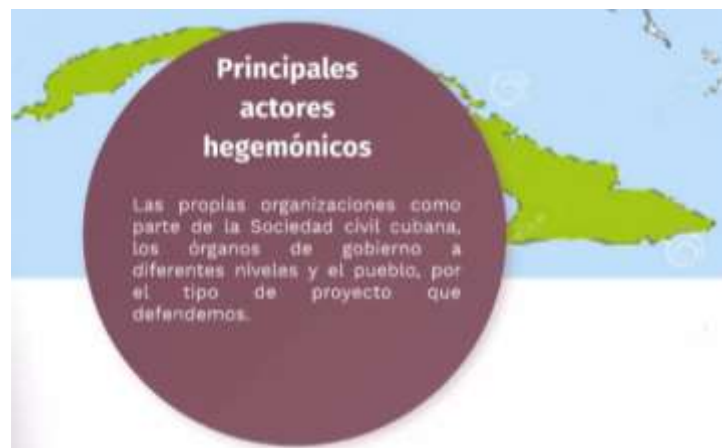 Principales
actores
hegemónicos
Las propias organizaciones como
parte de la Sociedad civil cubana,
los órganos de gobierno a
diferentes niveles y el pueblo, por
el tipo de proyecto que
defendemos.